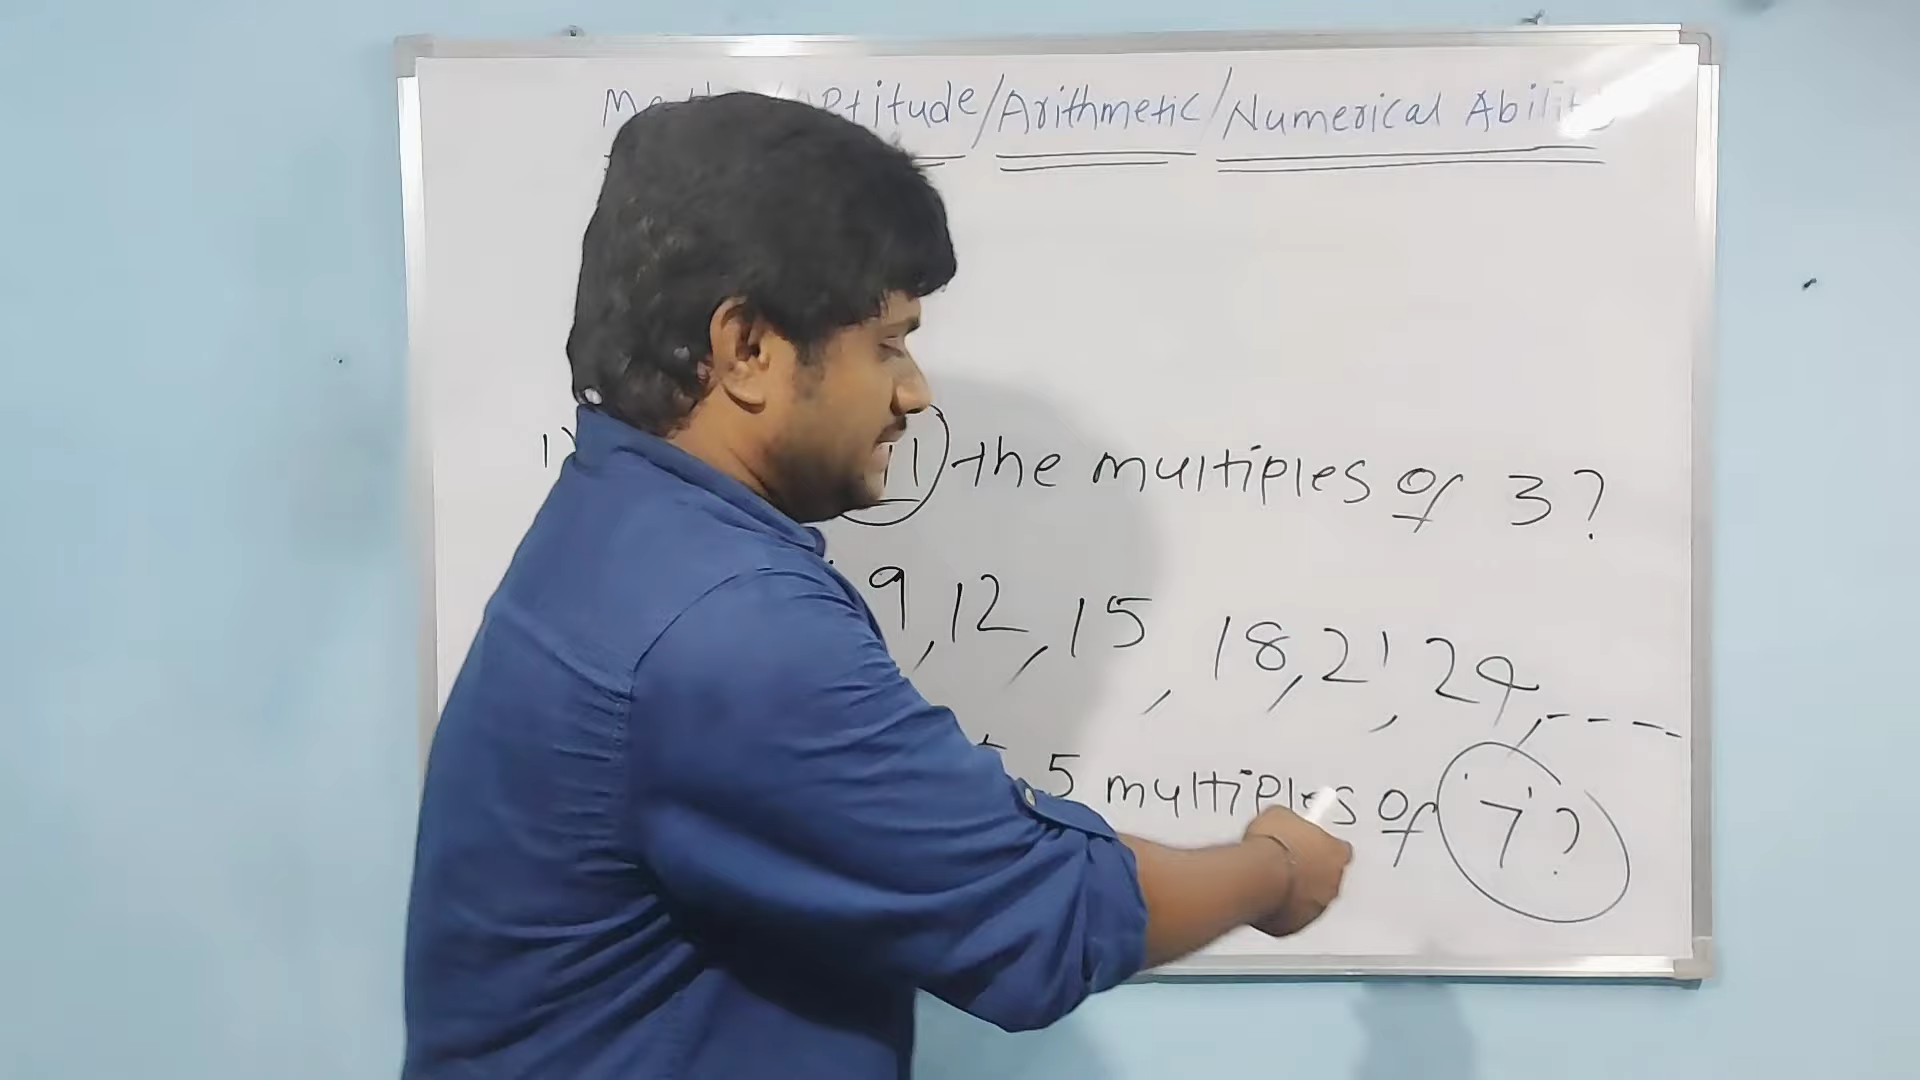 Aptitude/Arithmetic/Numerical Ability
1) the multiples of 3?
9, 12, 15, 18, 21, 24, ----
5 multiples of 7?